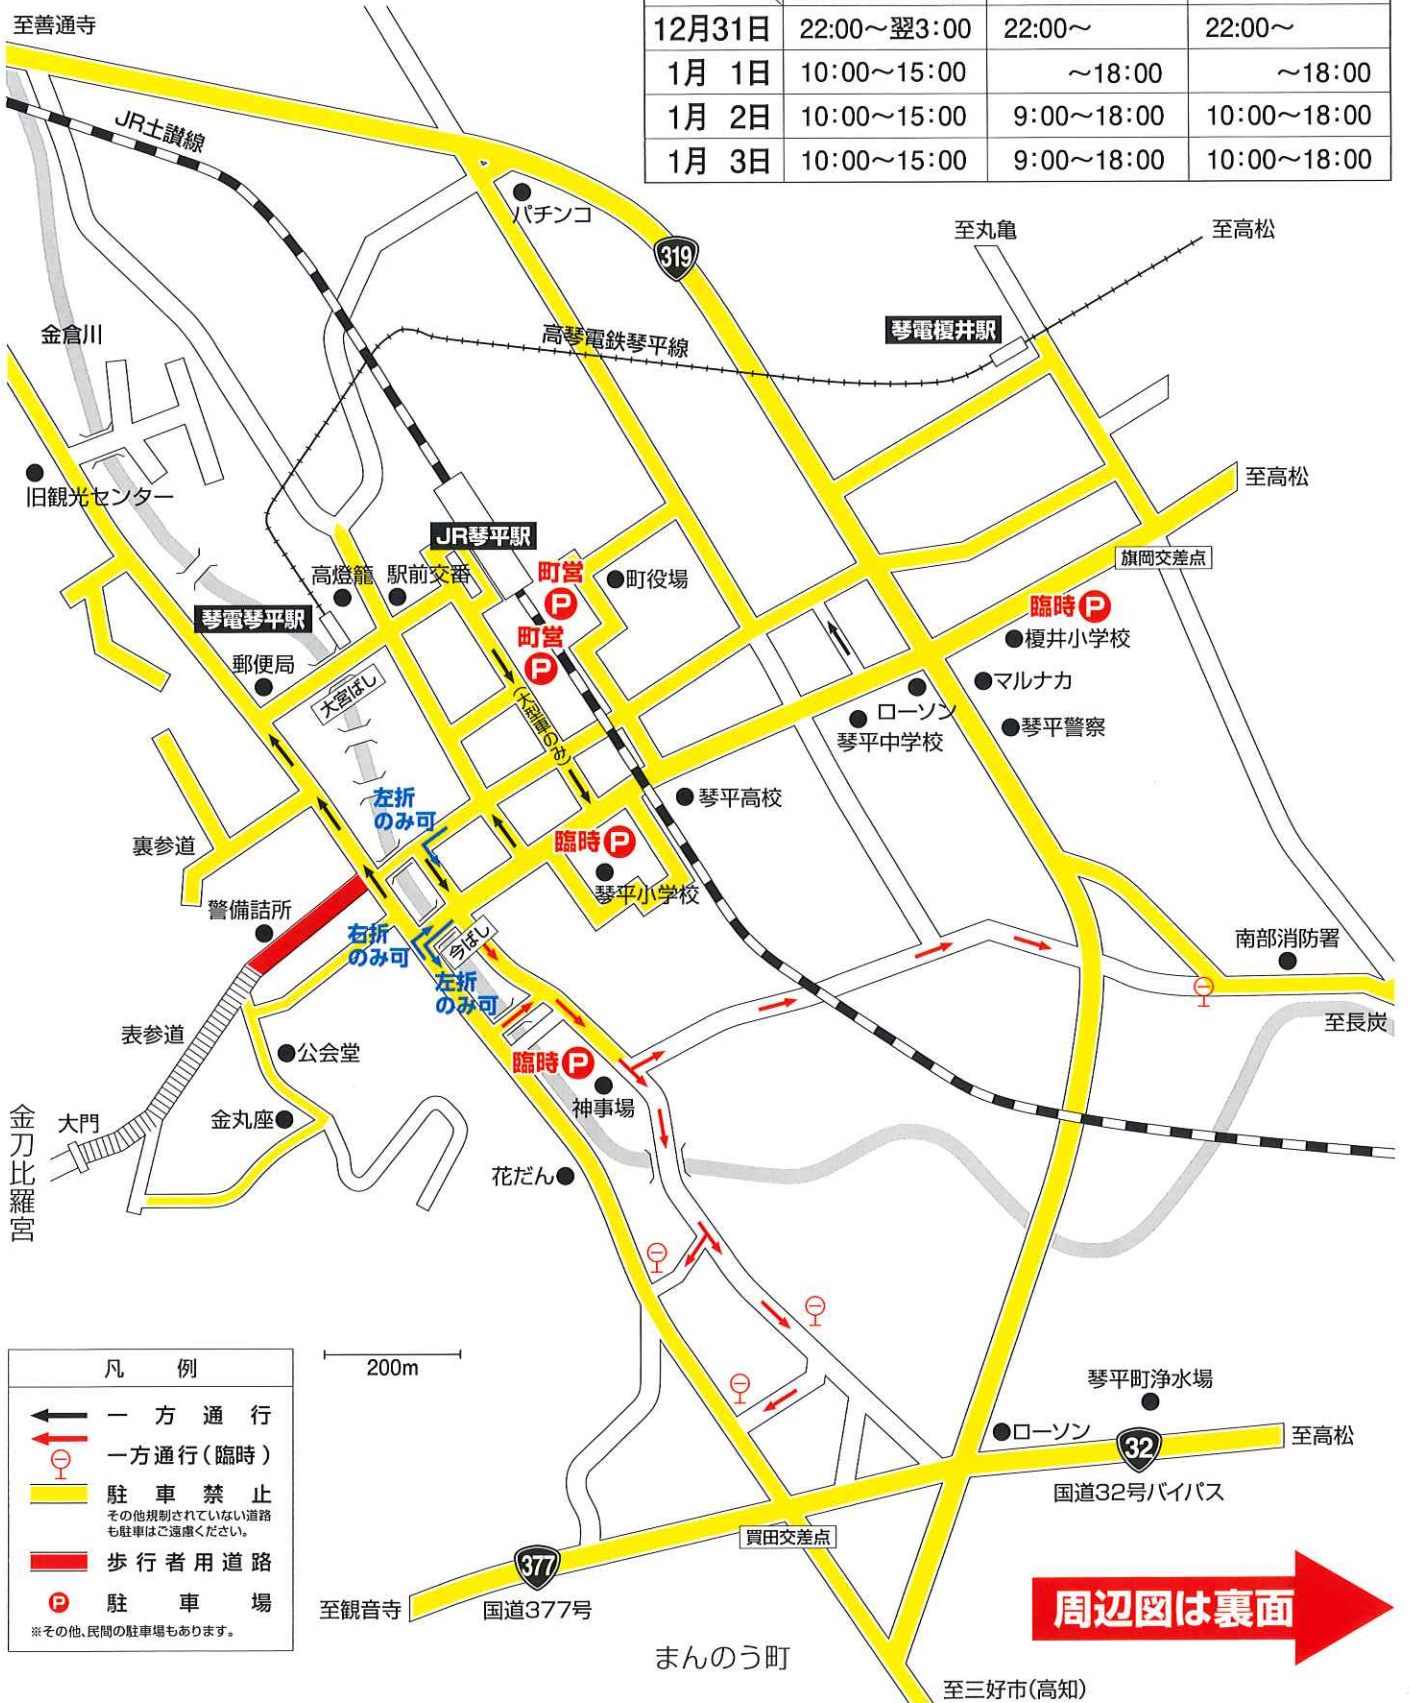 12月31日 22:00〜翌3:00 22:00〜 22:00〜
1月 1日 10:00〜15:00 〜18:00 〜18:00
1月 2日 10:00〜15:00 9:00〜18:00 10:00〜18:00
1月 3日 10:00〜15:00 9:00〜18:00 10:00〜18:00
至善通寺
JR土讃線
パチンコ
319
至丸亀
至高松
金倉川
高琴電鉄琴平線
琴電榎井駅
旧観光センター
至高松
JR琴平駅
旗岡交差点
高燈籠
駅前交番
町営
P
町役場
琴電琴平駅
町営
P
臨時P
榎井小学校
郵便局
大宮ばし
(大型車のみ)
マルナカ
ローソン
琴平中学校
琴平警察
左折
のみ可
琴平高校
裏参道
臨時P
琴平小学校
警備詰所
右折
のみ可
今ばし
左折
のみ可
南部消防署
至長炭
表参道
公会堂
臨時P
神事場
金刀比羅宮
大門
金丸座
花だん
凡 例
一方通行
一方通行(臨時)
駐車禁止
その他規制されていない道路
も駐車はご遠慮ください。
歩行者用道路
P 駐車場
※その他、民間の駐車場もあります。
200m
琴平町浄水場
ローソン
32
至高松
国道32号バイパス
買田交差点
377
至観音寺
国道377号
周辺図は裏面
まんのう町
至三好市(高知)